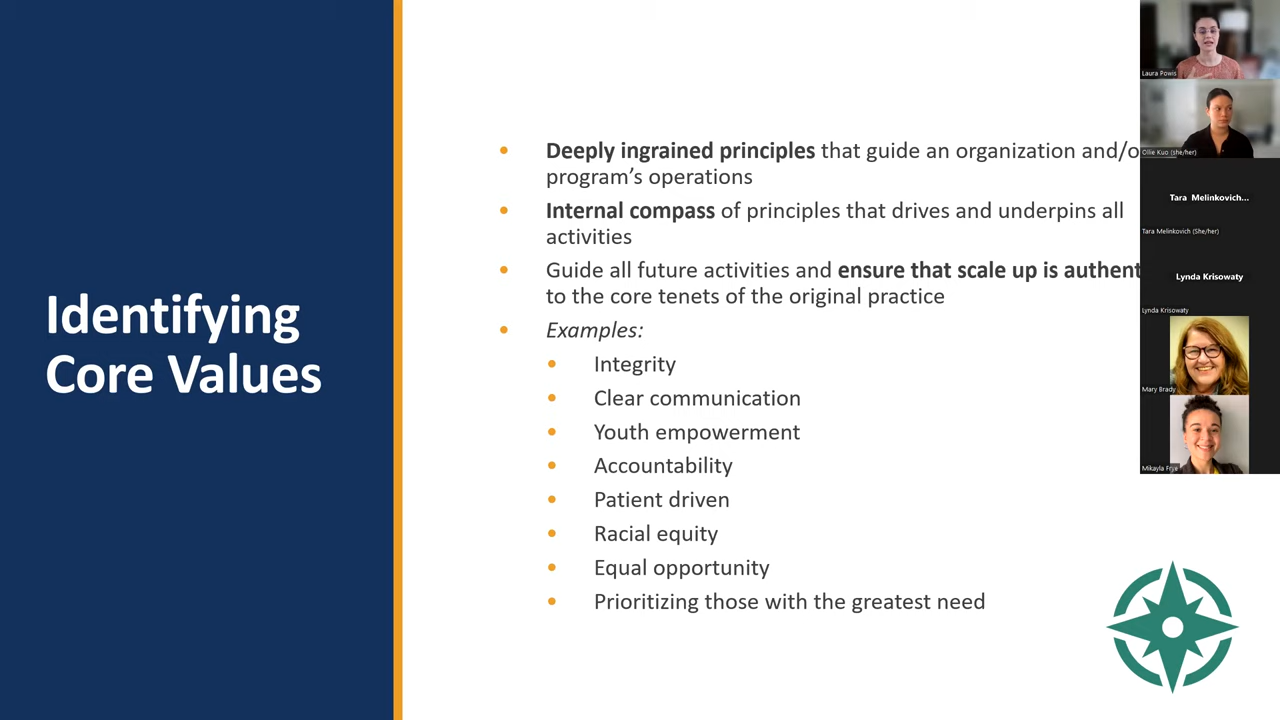 Identifying
Core Values
Deeply ingrained principles that guide an organization and/o
program's operations
Internal compass of principles that drives and underpins all
activities
Guide all future activities and ensure that scale up is authent
to the core tenets of the original practice
Examples:
Integrity
Clear communication
Youth empowerment
Accountability
Patient driven
Racial equity
Equal opportunity
Prioritizing those with the greatest need
Laura Powis
Ollie Kuo (she/her)
Tara Melinkovich...
Tara Melinkovich (She/her)
Lynda Krisowaty
Lynda Krisowaty
Mary Brady
Mikayla Frye